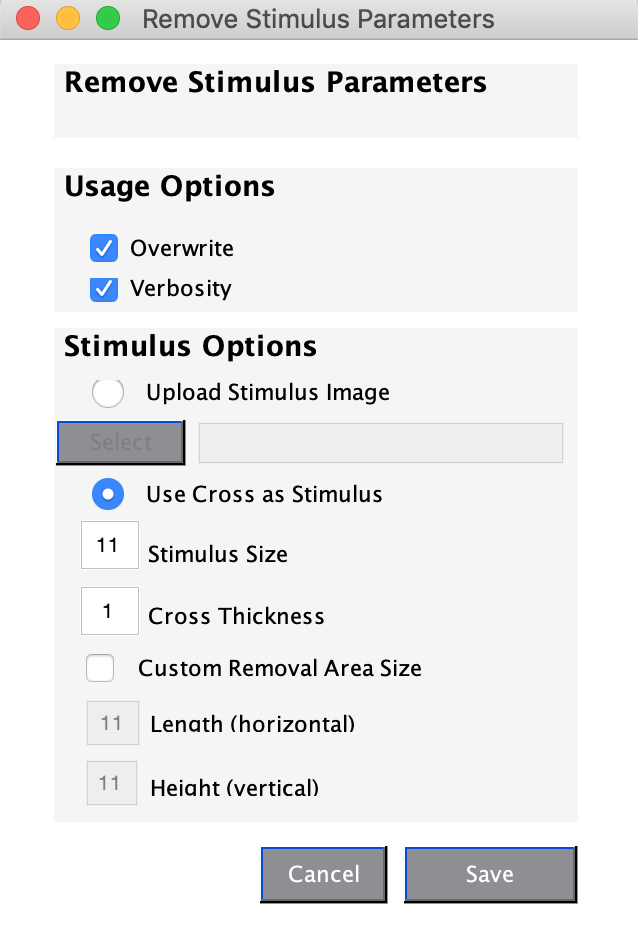 Remove Stimulus Parameters
Remove Stimulus Parameters
Usage Options
Overwrite
Verbosity
Stimulus Options
Upload Stimulus Image
Select
Use Cross as Stimulus
11 Stimulus Size
1 Cross Thickness
Custom Removal Area Size
11 Length (horizontal)
11 Height (vertical)
Cancel Save